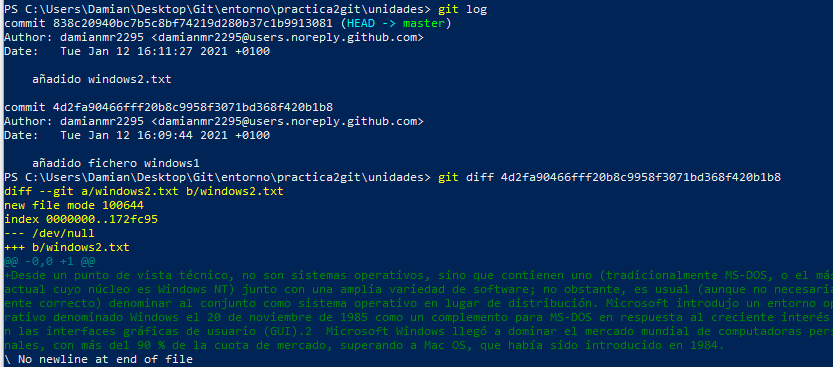 PS C:\Users\Damian\Desktop\Git\entorno\practica2git\unidades> git log
commit 838c20940bc7b5c8bf74219d280b37c1b9913081 (HEAD -> master)
Author: damianmr2295 <damianmr2295@users.noreply.github.com>
Date:   Tue Jan 12 16:11:27 2021 +0100
    añadido windows2.txt
commit 4d2fa90466fff20b8c9958f3071bd368f420b1b8
Author: damianmr2295 <damianmr2295@users.noreply.github.com>
Date:   Tue Jan 12 16:09:44 2021 +0100
    añadido fichero windows1
PS C:\Users\Damian\Desktop\Git\entorno\practica2git\unidades> git diff 4d2fa90466fff20b8c9958f3071bd368f420b1b8
diff --git a/windows2.txt b/windows2.txt
new file mode 100644
index 0000000..172fc95
--- /dev/null
+++ b/windows2.txt
@@ -0,0 +1 @@
+Desde un punto de vista técnico, no son sistemas operativos, sino que contienen uno (tradicionalmente MS-DOS, o el más
actual cuyo núcleo es Windows NT) junto con una amplia variedad de software; no obstante, es usual (aunque no necesaria
ente correcto) denominar al conjunto como sistema operativo en lugar de distribución. Microsoft introdujo un entorno op
rativo denominado Windows el 20 de noviembre de 1985 como un complemento para MS-DOS en respuesta al creciente interés
n las interfaces gráficas de usuario (GUI).2  Microsoft Windows llegó a dominar el mercado mundial de computadoras pers
nales, con más del 90 % de la cuota de mercado, superando a Mac OS, que había sido introducido en 1984.
\ No newline at end of file